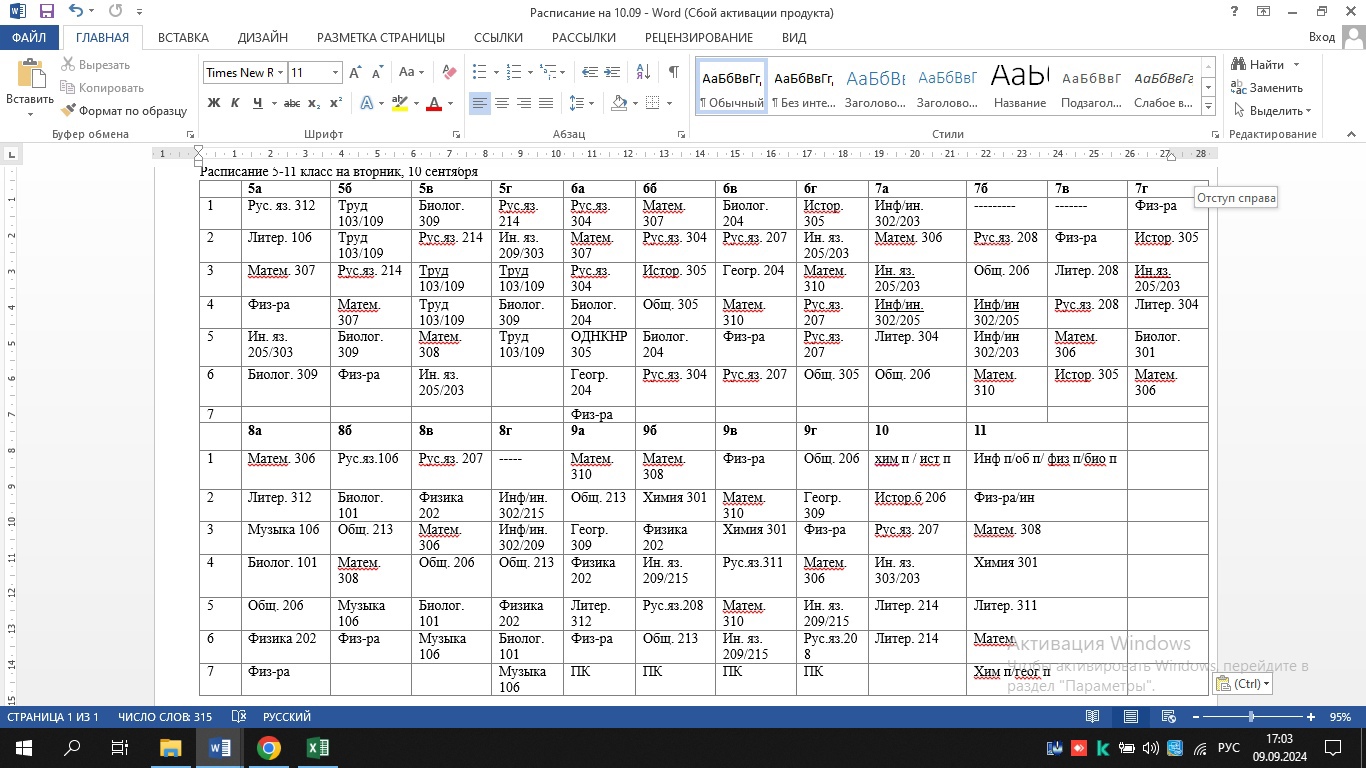 Расписание на 10.09 - Word (Сбой активации продукта)
ФАЙЛ ГЛАВНАЯ ВСТАВКА ДИЗАЙН РАЗМЕТКА СТРАНИЦЫ ССЫЛКИ РАССЫЛКИ РЕЦЕНЗИРОВАНИЕ ВИД Вход
Вставить
Вырезать
Копировать
Формат по образцу
Буфер обмена
Times New R 11
Ж К Ч abc x₂ x²
Шрифт
Абзац
АаБбВвГг, АаБбВвГг, АаБбВı АаБбВвГ АаЬ АаБбВвГ АаБбВвГг
¶ Обычный ¶ Без инте... Заголово... Заголово... Название Подзагол... Слабое в...
Стили
Найти
Заменить
Выделить
Редактирование
Отступ справа
Расписание 5-11 класс на вторник, 10 сентября
5а 5б 5в 5г 6а 6б 6в 6г 7а 7б 7в 7г
1 Рус. яз. 312 Труд 103/109 Биолог. 309 Рус.яз. 214 Рус.яз. 304 Матем. 307 Биолог. 204 Истор. 305 Инф/ин. 302/203 --------- ------- Физ-ра
2 Литер. 106 Труд 103/109 Рус.яз. 214 Ин. яз. 209/303 Матем. 307 Рус.яз. 304 Рус.яз. 207 Ин. яз. 205/203 Матем. 306 Рус.яз. 208 Физ-ра Истор. 305
3 Матем. 307 Рус.яз. 214 Труд 103/109 Труд 103/109 Рус.яз. 304 Истор. 305 Геогр. 204 Матем. 310 Ин. яз. 205/203 Общ. 206 Литер. 208 Ин.яз. 205/203
4 Физ-ра Матем. 307 Труд 103/109 Биолог. 309 Биолог. 204 Общ. 305 Матем. 310 Рус.яз. 207 Инф/ин. 302/205 Инф/ин 302/205 Рус.яз. 208 Литер. 304
5 Ин. яз. 205/303 Биолог. 309 Матем. 308 Труд 103/109 ОДНКНР 305 Биолог. 204 Физ-ра Рус.яз. 207 Литер. 304 Инф/ин 302/203 Матем. 306 Биолог. 301
6 Биолог. 309 Физ-ра Ин. яз. 205/203 Геогр. 204 Рус.яз. 304 Рус.яз. 207 Общ. 305 Общ. 206 Матем. 310 Истор. 305 Матем. 306
7 Физ-ра
8а 8б 8в 8г 9а 9б 9в 9г 10 11
1 Матем. 306 Рус.яз.106 Рус.яз. 207 ----- Матем. 310 Матем. 308 Физ-ра Общ. 206 хим п / ист п Инф п/об п/ физ п/био п
2 Литер. 312 Биолог. 101 Физика 202 Инф/ин. 302/215 Общ. 213 Химия 301 Матем. 310 Геогр. 309 Истор.б 206 Физ-ра/ин
3 Музыка 106 Общ. 213 Матем. 306 Инф/ин. 302/209 Геогр. 309 Физика 202 Химия 301 Физ-ра Рус.яз. 207 Матем. 308
4 Биолог. 101 Матем. 308 Общ. 206 Общ. 213 Физика 202 Ин. яз. 209/215 Рус.яз.311 Матем. 306 Ин. яз. 303/203 Химия 301
5 Общ. 206 Музыка 106 Биолог. 101 Физика 202 Литер. 312 Рус.яз.208 Матем. 310 Ин. яз. 209/215 Литер. 214 Литер. 311
6 Физика 202 Физ-ра Музыка 106 Биолог. 101 Физ-ра Общ. 213 Ин. яз. 209/215 Рус.яз.208 Литер. 214 Матем.
7 Физ-ра Музыка 106 ПК ПК ПК ПК Хим п/геог п
Активация Windows
Чтобы активировать Windows, перейдите в
раздел "Параметры".
(Ctrl)
СТРАНИЦА 1 ИЗ 1 ЧИСЛО СЛОВ: 315 РУССКИЙ 95%
РУС 17:03
09.09.2024